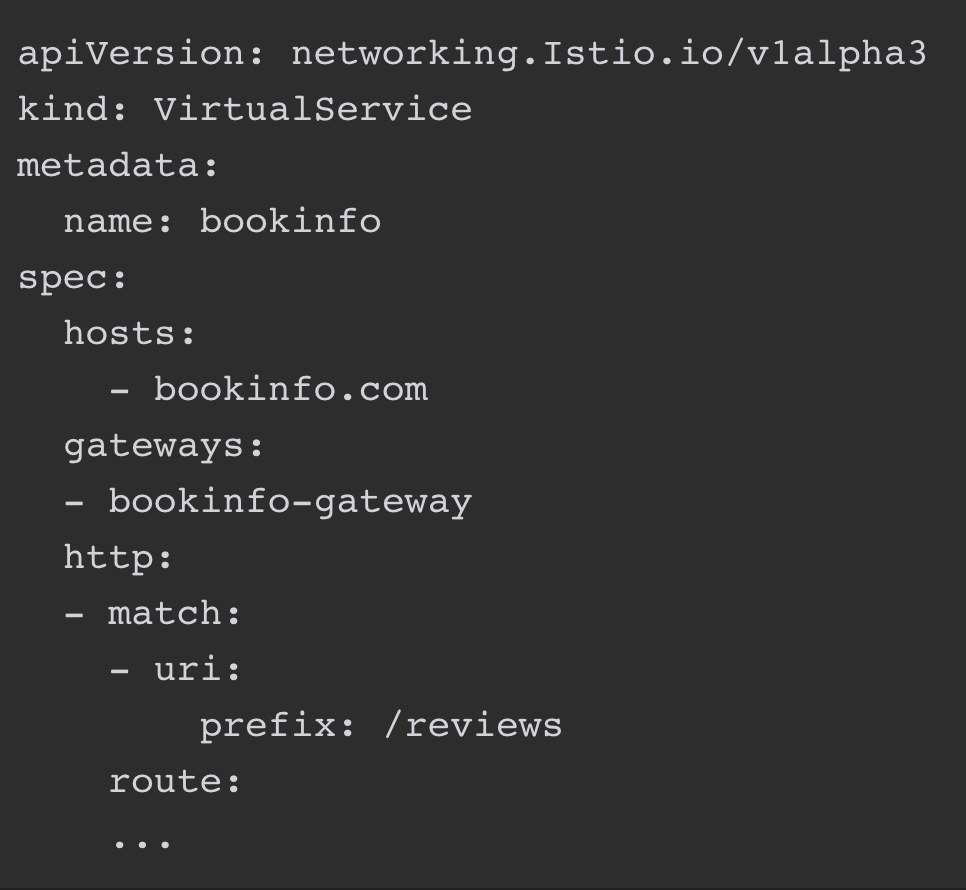 apiVersion: networking.Istio.io/v1alpha3
kind: VirtualService
metadata:
  name: bookinfo
spec:
  hosts:
    - bookinfo.com
  gateways:
  - bookinfo-gateway
  http:
  - match:
    - uri:
        prefix: /reviews
    route:
    ...